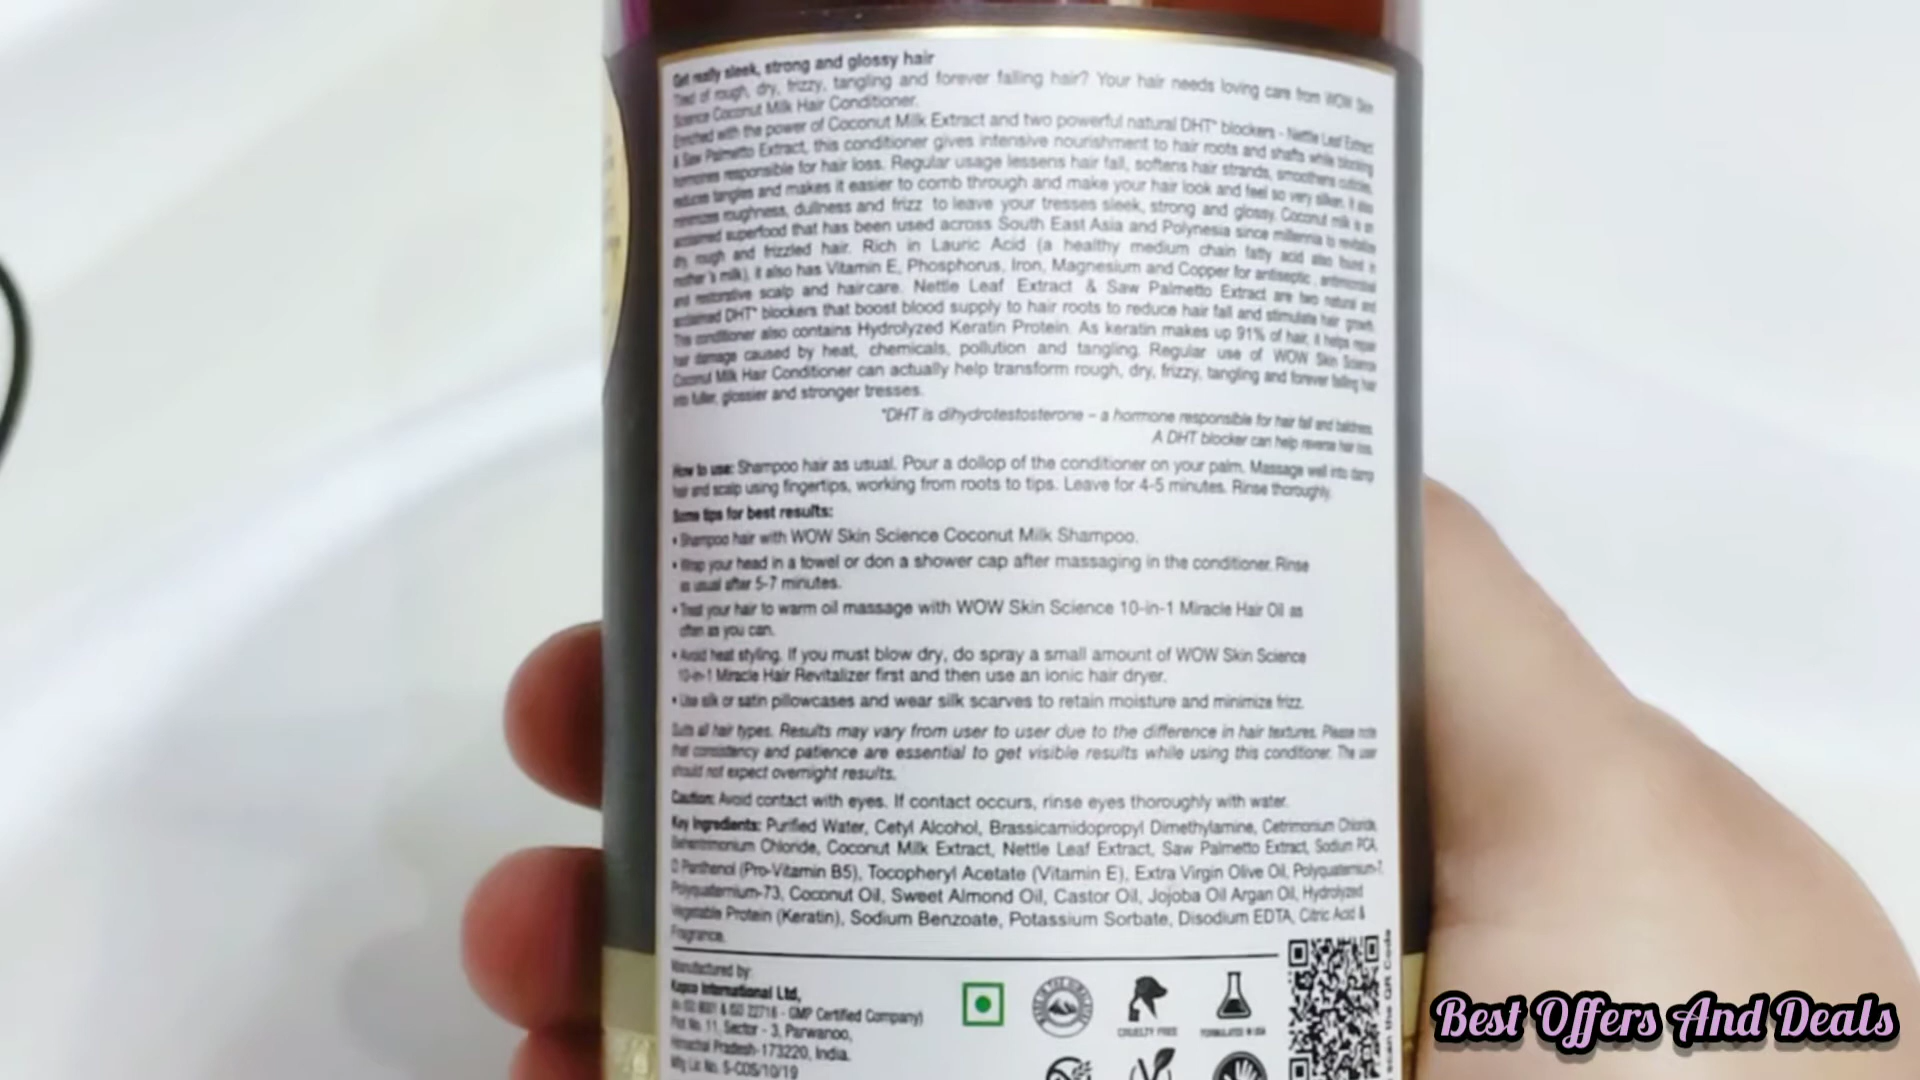 Get really sleek, strong and glossy hair
Tired of rough, dry, frizzy, tangling and forever falling hair? Your hair needs loving care from WOW Skin
Science Coconut Milk Hair Conditioner.
Enriched with the power of Coconut Milk Extract and two powerful natural DHT* blockers - Nettle Leaf Extract
& Saw Palmetto Extract, this conditioner gives intensive nourishment to hair roots and shafts while blocking
hormones responsible for hair loss. Regular usage lessens hair fall, softens hair strands, smoothens cuticles,
reduces tangles and makes it easier to comb through and make your hair look and feel so very silken. It also
minimizes roughness, dullness and frizz to leave your tresses sleek, strong and glossy. Coconut milk is an
acclaimed superfood that has been used across South East Asia and Polynesia since millennia to revitalize
dry, rough and frizzled hair. Rich in Lauric Acid (a healthy medium chain fatty acid also found in
mother's milk), it also has Vitamin E, Phosphorus, Iron, Magnesium and Copper for antiseptic, antimicrobial
and restorative scalp and haircare. Nettle Leaf Extract & Saw Palmetto Extract are two natural and
acclaimed DHT* blockers that boost blood supply to hair roots to reduce hair fall and stimulate hair growth.
This conditioner also contains Hydrolyzed Keratin Protein. As keratin makes up 91% of hair, it helps repair
hair damage caused by heat, chemicals, pollution and tangling. Regular use of WOW Skin Science
Coconut Milk Hair Conditioner can actually help transform rough, dry, frizzy, tangling and forever falling hair
into fuller, glossier and stronger tresses.
*DHT is dihydrotestosterone – a hormone responsible for hair fall and baldness.
A DHT blocker can help reverse hair loss.
How to use: Shampoo hair as usual. Pour a dollop of the conditioner on your palm. Massage well into damp
hair and scalp using fingertips, working from roots to tips. Leave for 4-5 minutes. Rinse thoroughly.
Some tips for best results:
• Shampoo hair with WOW Skin Science Coconut Milk Shampoo.
• Wrap your head in a towel or don a shower cap after massaging in the conditioner. Rinse
as usual after 5-7 minutes.
• Treat your hair to warm oil massage with WOW Skin Science 10-in-1 Miracle Hair Oil as
often as you can.
• Avoid heat styling. If you must blow dry, do spray a small amount of WOW Skin Science
10-in-1 Miracle Hair Revitalizer first and then use an ionic hair dryer.
• Use silk or satin pillowcases and wear silk scarves to retain moisture and minimize frizz.
Suits all hair types. Results may vary from user to user due to the difference in hair textures. Please note
that consistency and patience are essential to get visible results while using this conditioner. The user
should not expect overnight results.
Caution: Avoid contact with eyes. If contact occurs, rinse eyes thoroughly with water.
Key Ingredients: Purified Water, Cetyl Alcohol, Brassicamidopropyl Dimethylamine, Cetrimonium Chloride,
Behentrimonium Chloride, Coconut Milk Extract, Nettle Leaf Extract, Saw Palmetto Extract, Sodium PCA,
D Panthenol (Pro-Vitamin B5), Tocopheryl Acetate (Vitamin E), Extra Virgin Olive Oil, Polyquaternium-7,
Polyquaternium-73, Coconut Oil, Sweet Almond Oil, Castor Oil, Jojoba Oil Argan Oil, Hydrolyzed
Vegetable Protein (Keratin), Sodium Benzoate, Potassium Sorbate, Disodium EDTA, Citric Acid &
Fragrance.
Manufactured by:
Kapco International Ltd,
(An ISO 9001 & ISO 22716 - GMP Certified Company)
Plot No. 11, Sector - 3, Parwanoo,
Himachal Pradesh-173220, India.
Mfg Lic No. 5-COS/10/19
CRUELTY FREE
scan the QR Code
Best Offers And Deals